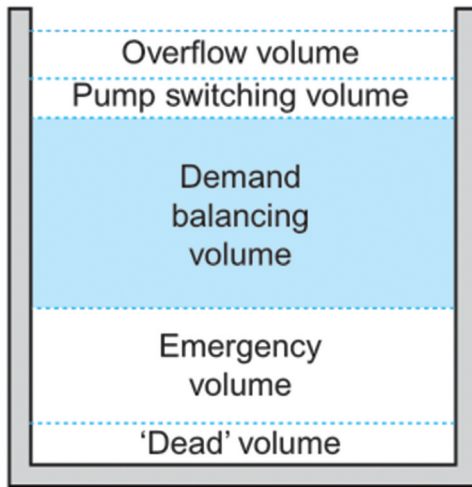 Overflow volume
Pump switching volume
Demand
balancing
volume
Emergency
volume
‘Dead’ volume